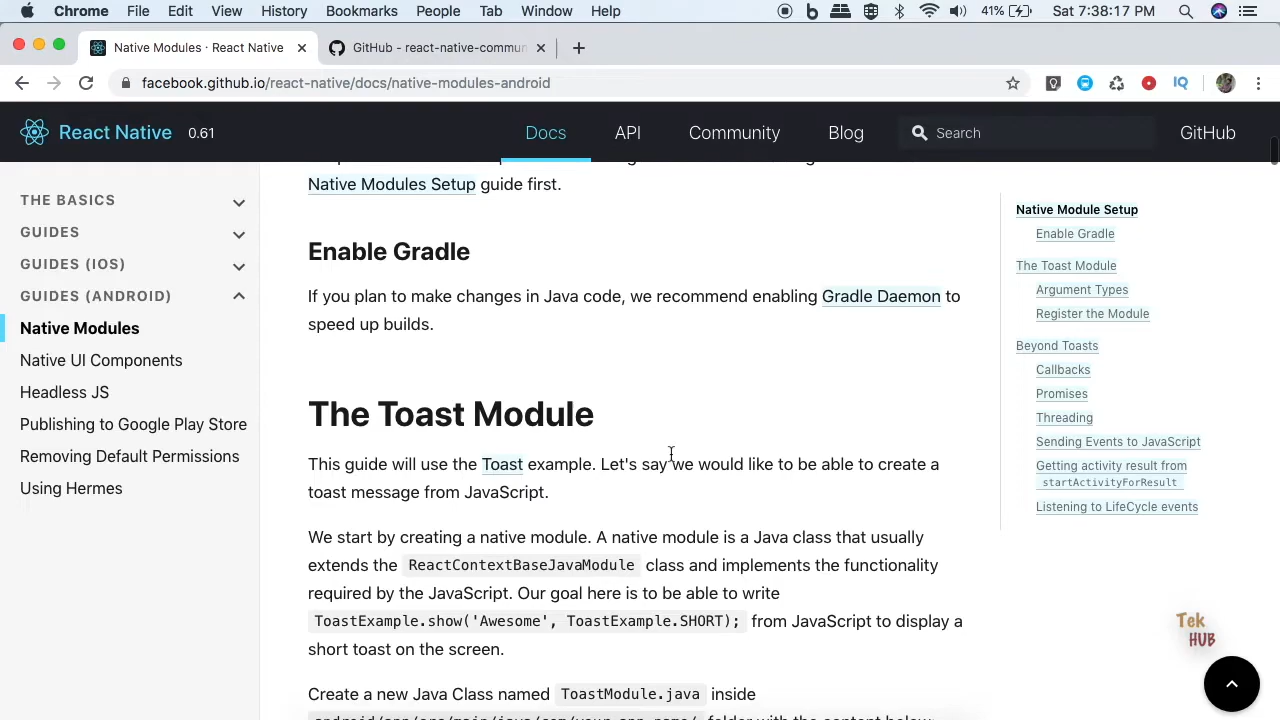 Chrome File Edit View History Bookmarks People Tab Window Help 41% Sat 7:38:17 PM
Native Modules · React Native GitHub - react-native-commun
facebook.github.io/react-native/docs/native-modules-android
React Native 0.61 Docs API Community Blog Search GitHub
THE BASICS
GUIDES
GUIDES (IOS)
GUIDES (ANDROID)
Native Modules
Native UI Components
Headless JS
Publishing to Google Play Store
Removing Default Permissions
Using Hermes
Native Modules Setup guide first.
Enable Gradle
If you plan to make changes in Java code, we recommend enabling Gradle Daemon to
speed up builds.
The Toast Module
This guide will use the Toast example. Let's say we would like to be able to create a
toast message from JavaScript.
We start by creating a native module. A native module is a Java class that usually
extends the ReactContextBaseJavaModule class and implements the functionality
required by the JavaScript. Our goal here is to be able to write
ToastExample.show('Awesome', ToastExample.SHORT); from JavaScript to display a
short toast on the screen.
Create a new Java Class named ToastModule.java inside
Native Module Setup
Enable Gradle
The Toast Module
Argument Types
Register the Module
Beyond Toasts
Callbacks
Promises
Threading
Sending Events to JavaScript
Getting activity result from
startActivityForResult
Listening to LifeCycle events
Tek
HUB